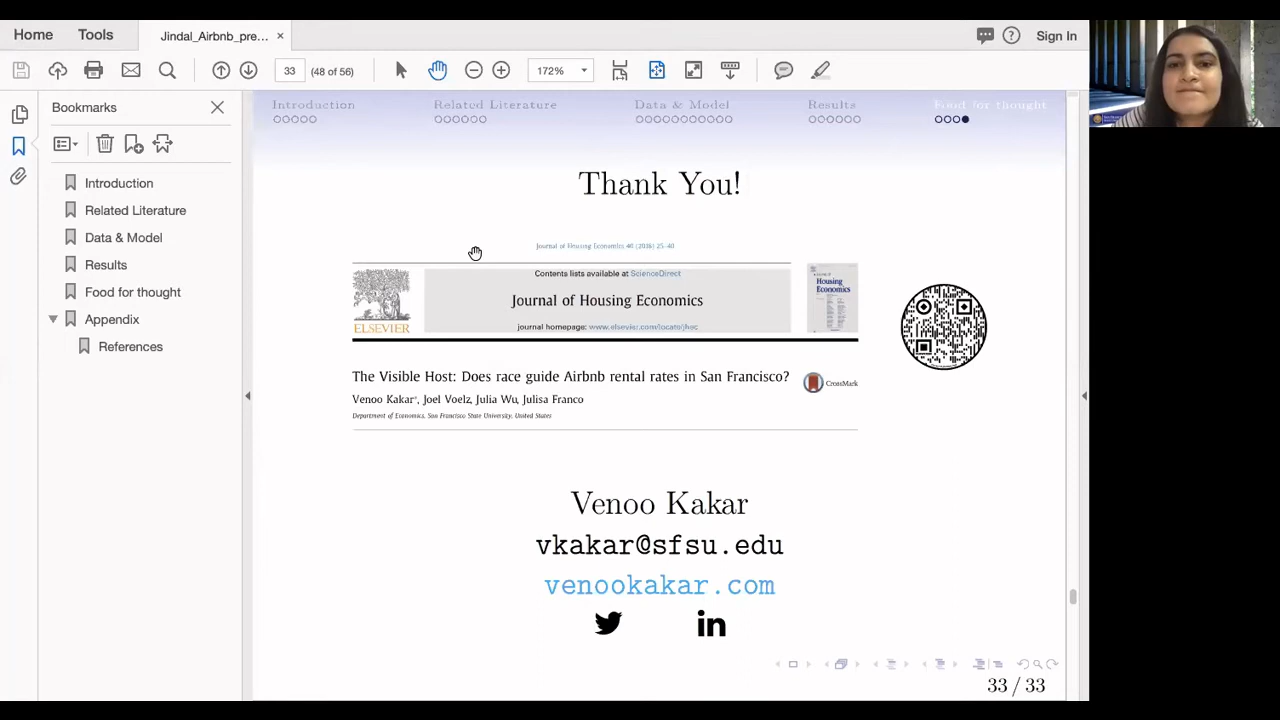 Home
Tools
Jindal_Airbnb_pre...
Sign In
33
(48 of 56)
172%
Bookmarks
Introduction
Related Literature
Data & Model
Results
Food for thought
Appendix
References
Introduction
Related Literature
Data & Model
Results
Food for thought
Thank You!
Journal of Housing Economics 40 (2018) 25–40
Contents lists available at ScienceDirect
Journal of Housing Economics
journal homepage: www.elsevier.com/locate/jhec
ELSEVIER
Housing
Economics
The Visible Host: Does race guide Airbnb rental rates in San Francisco?
CrossMark
Venoo Kakar*, Joel Voelz, Julia Wu, Julisa Franco
Department of Economics, San Francisco State University, United States
Venoo Kakar
vkakar@sfsu.edu
venookakar.com
in
33 / 33